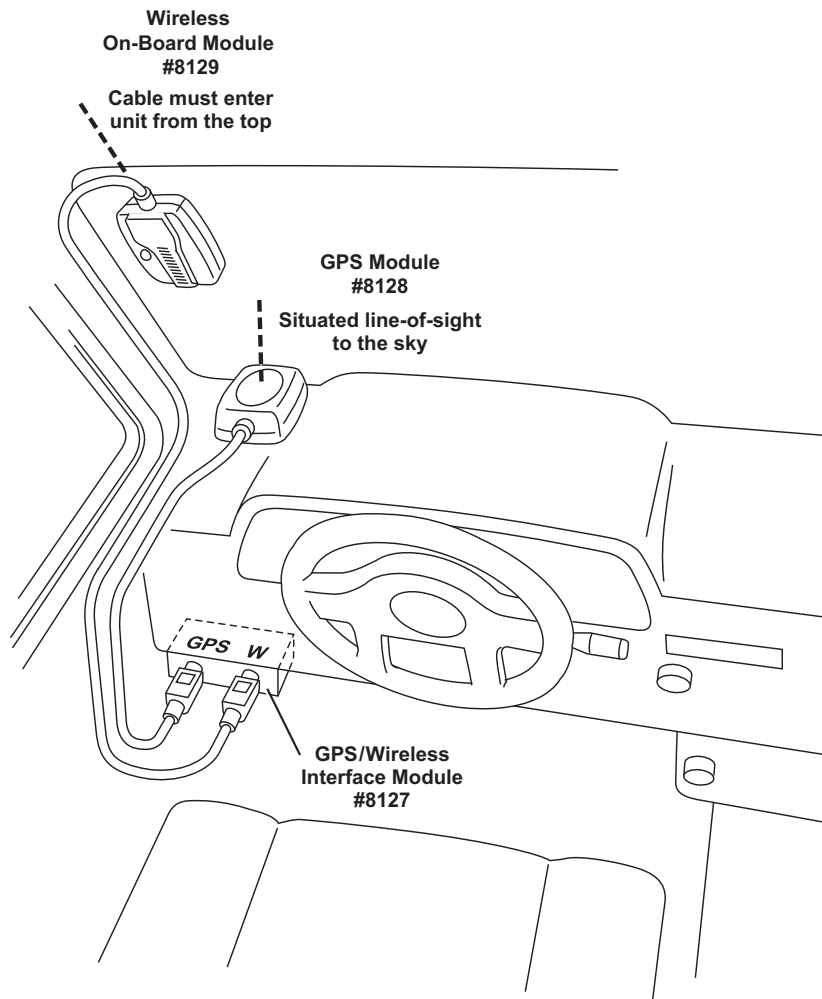 Wireless
On-Board Module
#8129
Cable must enter
unit from the top
GPS Module
#8128
Situated line-of-sight
to the sky
GPS W
GPS/Wireless
Interface Module
#8127